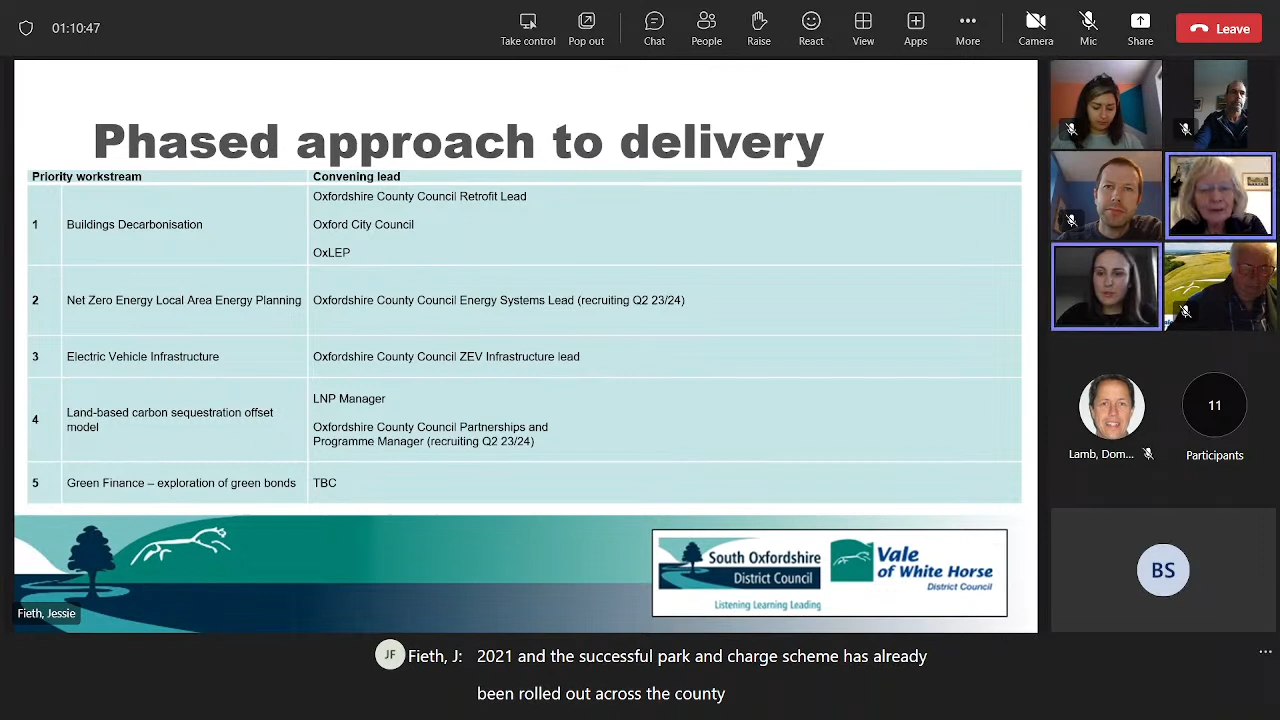 01:10:47
Take control
Pop out
Chat
People
Raise
React
View
Apps
More
Camera
Mic
Share
Leave
Phased approach to delivery
Priority workstream
Convening lead
1
Buildings Decarbonisation
Oxfordshire County Council Retrofit Lead
Oxford City Council
OxLEP
2
Net Zero Energy Local Area Energy Planning
Oxfordshire County Council Energy Systems Lead (recruiting Q2 23/24)
3
Electric Vehicle Infrastructure
Oxfordshire County Council ZEV Infrastructure lead
4
Land-based carbon sequestration offset
model
LNP Manager
Oxfordshire County Council Partnerships and
Programme Manager (recruiting Q2 23/24)
5
Green Finance – exploration of green bonds
TBC
South Oxfordshire
District Council
Listening Learning Leading
Vale
of White Horse
District Council
Fieth, Jessie
Lamb, Dom...
11
Participants
BS
JF
Fieth, J: 2021 and the successful park and charge scheme has already
been rolled out across the county